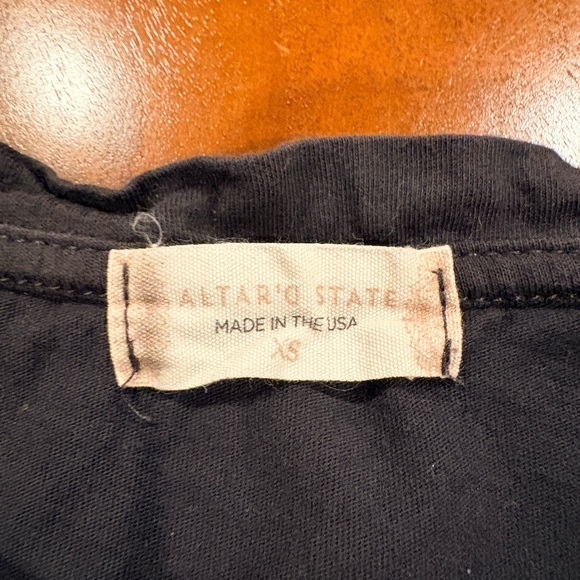 ALTAR'D STATE
MADE IN THE USA
XS